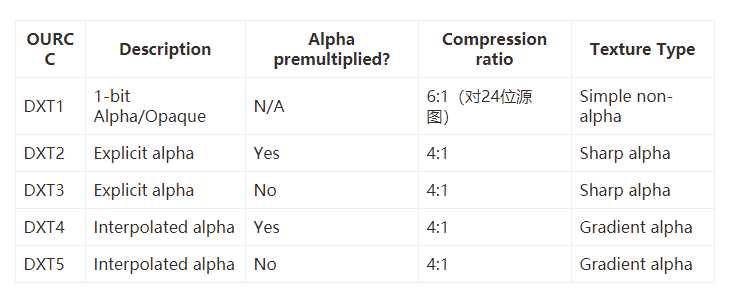 OURCC Description Alpha premultiplied? Compression ratio Texture Type
DXT1 1-bit Alpha/Opaque N/A 6:1（对24位源图） Simple non-alpha
DXT2 Explicit alpha Yes 4:1 Sharp alpha
DXT3 Explicit alpha No 4:1 Sharp alpha
DXT4 Interpolated alpha Yes 4:1 Gradient alpha
DXT5 Interpolated alpha No 4:1 Gradient alpha